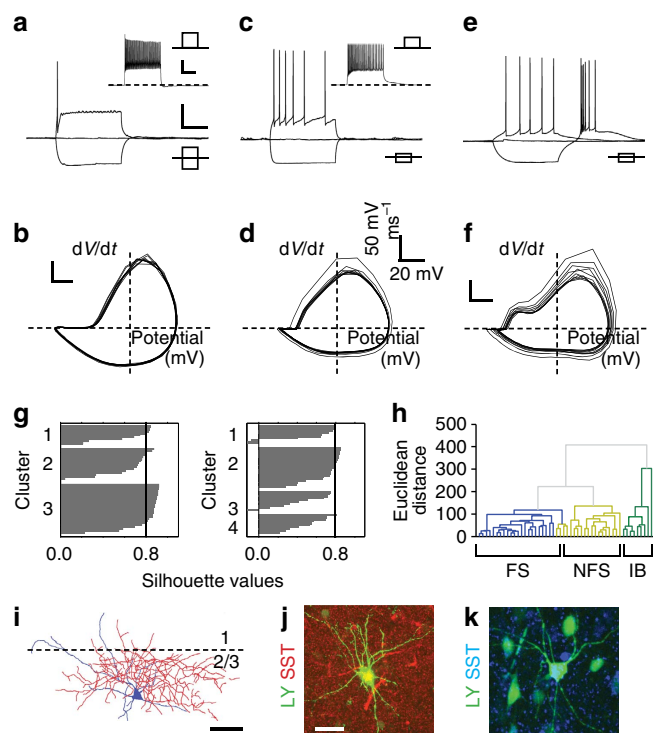 a
c
e
b
dV/dt
Potential
(mV)
d
dV/dt
50 mV
ms−1
20 mV
Potential
(mV)
f
dV/dt
Potential
(mV)
g
Cluster
1
2
3
0.0
0.8
Cluster
1
2
3
4
0.0
0.8
Silhouette values
h
Euclidean
distance
500
400
300
200
100
0
FS
NFS
IB
i
1
2/3
j
LY SST
k
LY SST